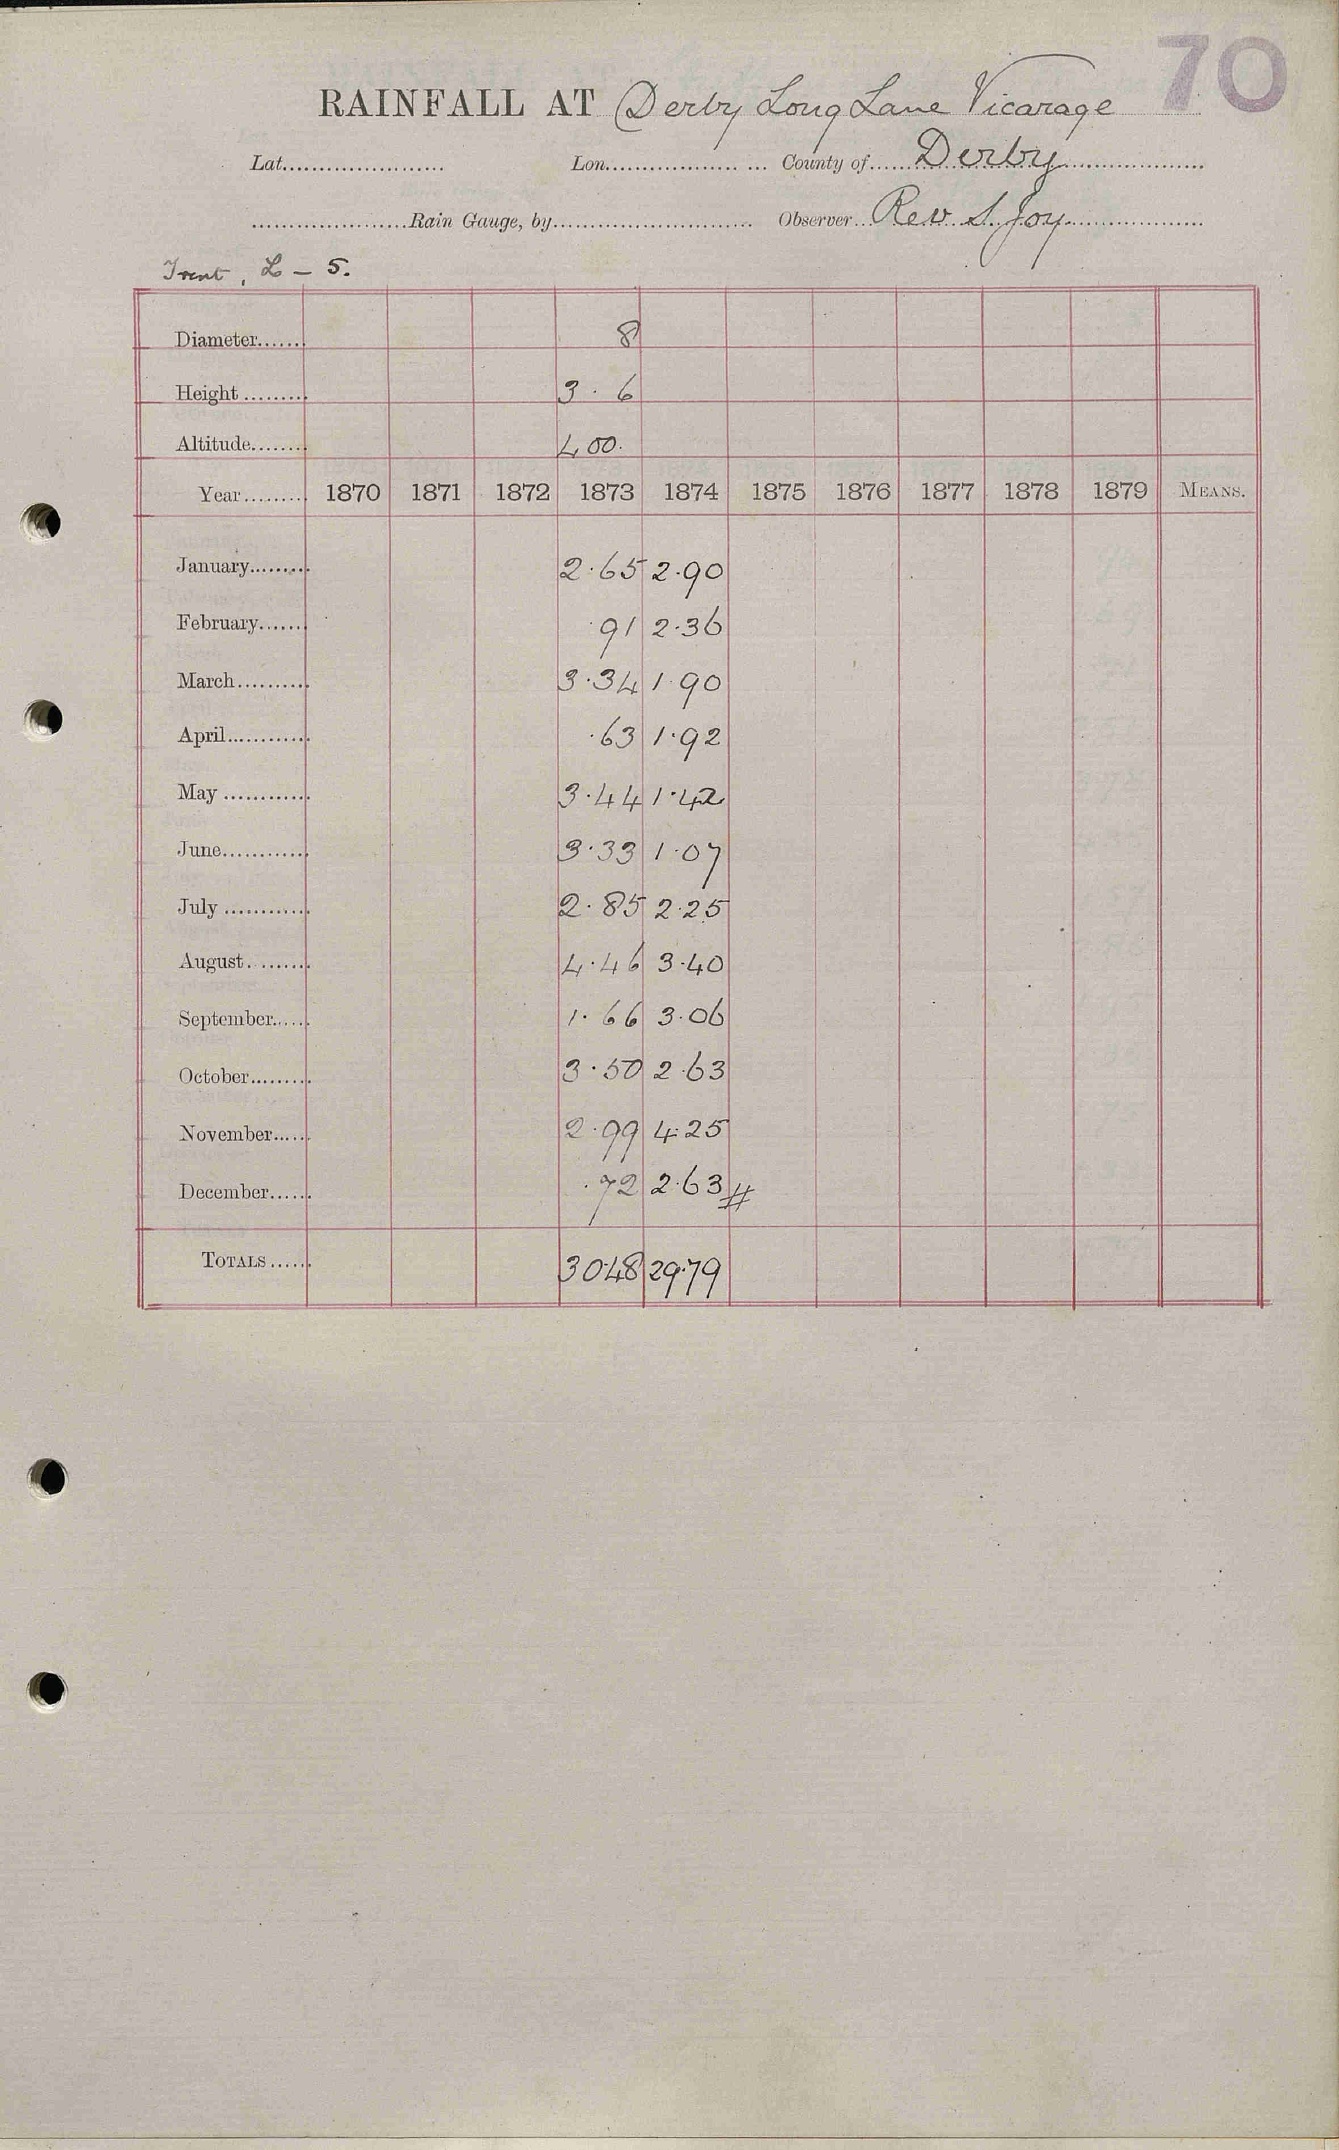 70
RAINFALL AT Derby Long Lane Vicarage
Lat...................... Lon.................. ... County of......Derby......................
.....................Rain Gauge, by........................... Observer...Rev. S. Joy...................
Trent, L - 5.
Diameter...... 8
Height ......... 3 . 6
Altitude....... 400.
Year........ 1870 1871 1872 1873 1874 1875 1876 1877 1878 1879 MEANS.
January......... 2.65 2.90
February...... .91 2.36
March.......... 3.34 1.90
April............ .63 1.92
May ............ 3.44 1.42
June............ 3.33 1.07
July ............ 2.85 2.25
August......... 4.46 3.40
September...... 1.66 3.06
October......... 3.50 2.63
November...... 2.99 4.25
December...... .72 2.63 #
TOTALS...... 30.48 29.79